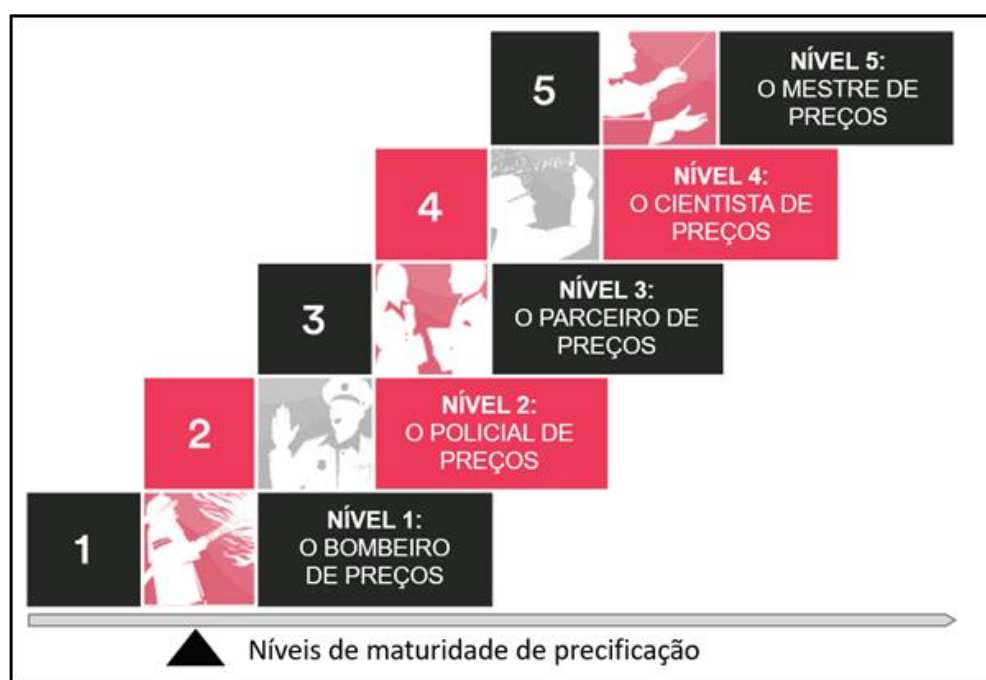 5
NÍVEL 5:
O MESTRE DE
PREÇOS
4
NÍVEL 4:
O CIENTISTA DE
PREÇOS
3
NÍVEL 3:
O PARCEIRO DE
PREÇOS
2
NÍVEL 2:
O POLICIAL DE
PREÇOS
1
NÍVEL 1:
O BOMBEIRO
DE PREÇOS
Níveis de maturidade de precificação